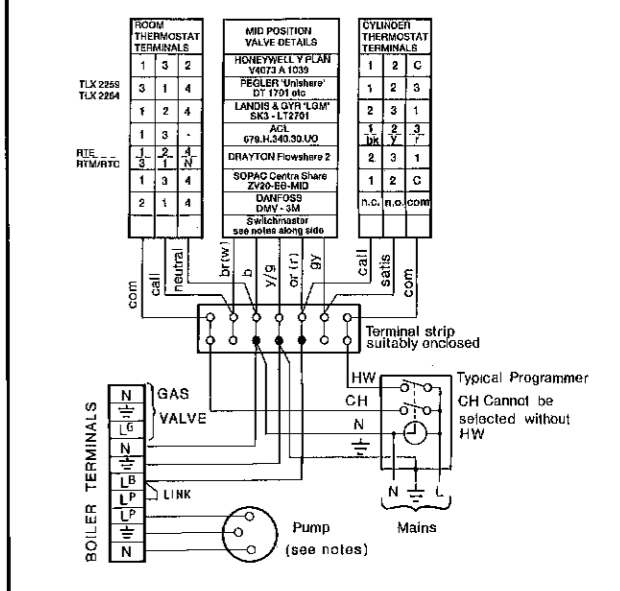 ROOM
THERMOSTAT
TERMINALS
1 3 2
TLX 2259
TLX 2264
3 1 4
1 2 4
1 3 -
RTE
1 2 4
RTM/RTC
3 1 N
1 3 4
2 1 4
MID POSITION
VALVE DETAILS
HONEYWELL Y PLAN
V4073 A 1039
PEGLER 'Unishare'
DT 1701 etc
LANDIS & GYR 'LGM'
SK3 - LT2701
ACL
679.H.340.30.UO
DRAYTON Flowshare 2
SOPAC Centra Share
ZV20-EB-MID
DANFOSS
DMV - 3M
Switchmaster
see notes along side
CYLINDER
THERMOSTAT
TERMINALS
1 2 C
1 2 3
2 3 1
1 2 3
bk y r
2 3 1
1 2 C
n.c. n.o. com
com
call
neutral
br(w)
b
y/g
or (r)
gy
call
satis
com
Terminal strip
suitably enclosed
HW
CH
N
Typical Programmer
CH Cannot be
selected without
HW
N L
Mains
BOILER TERMINALS
N
LG
GAS
VALVE
N
LB
LP
LINK
LP
N
Pump
(see notes)